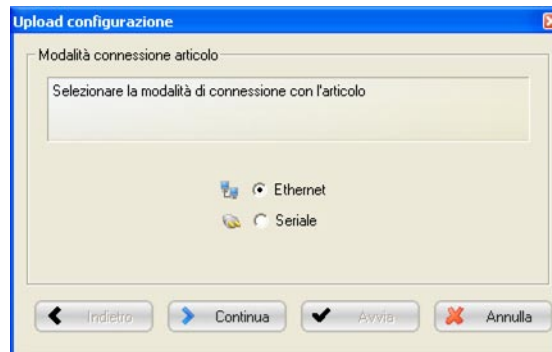 Upload configurazione
Modalità connessione articolo
Selezionare la modalità di connessione con l'articolo
Ethernet
Seriale
Indietro
Continua
Avvia
Annulla